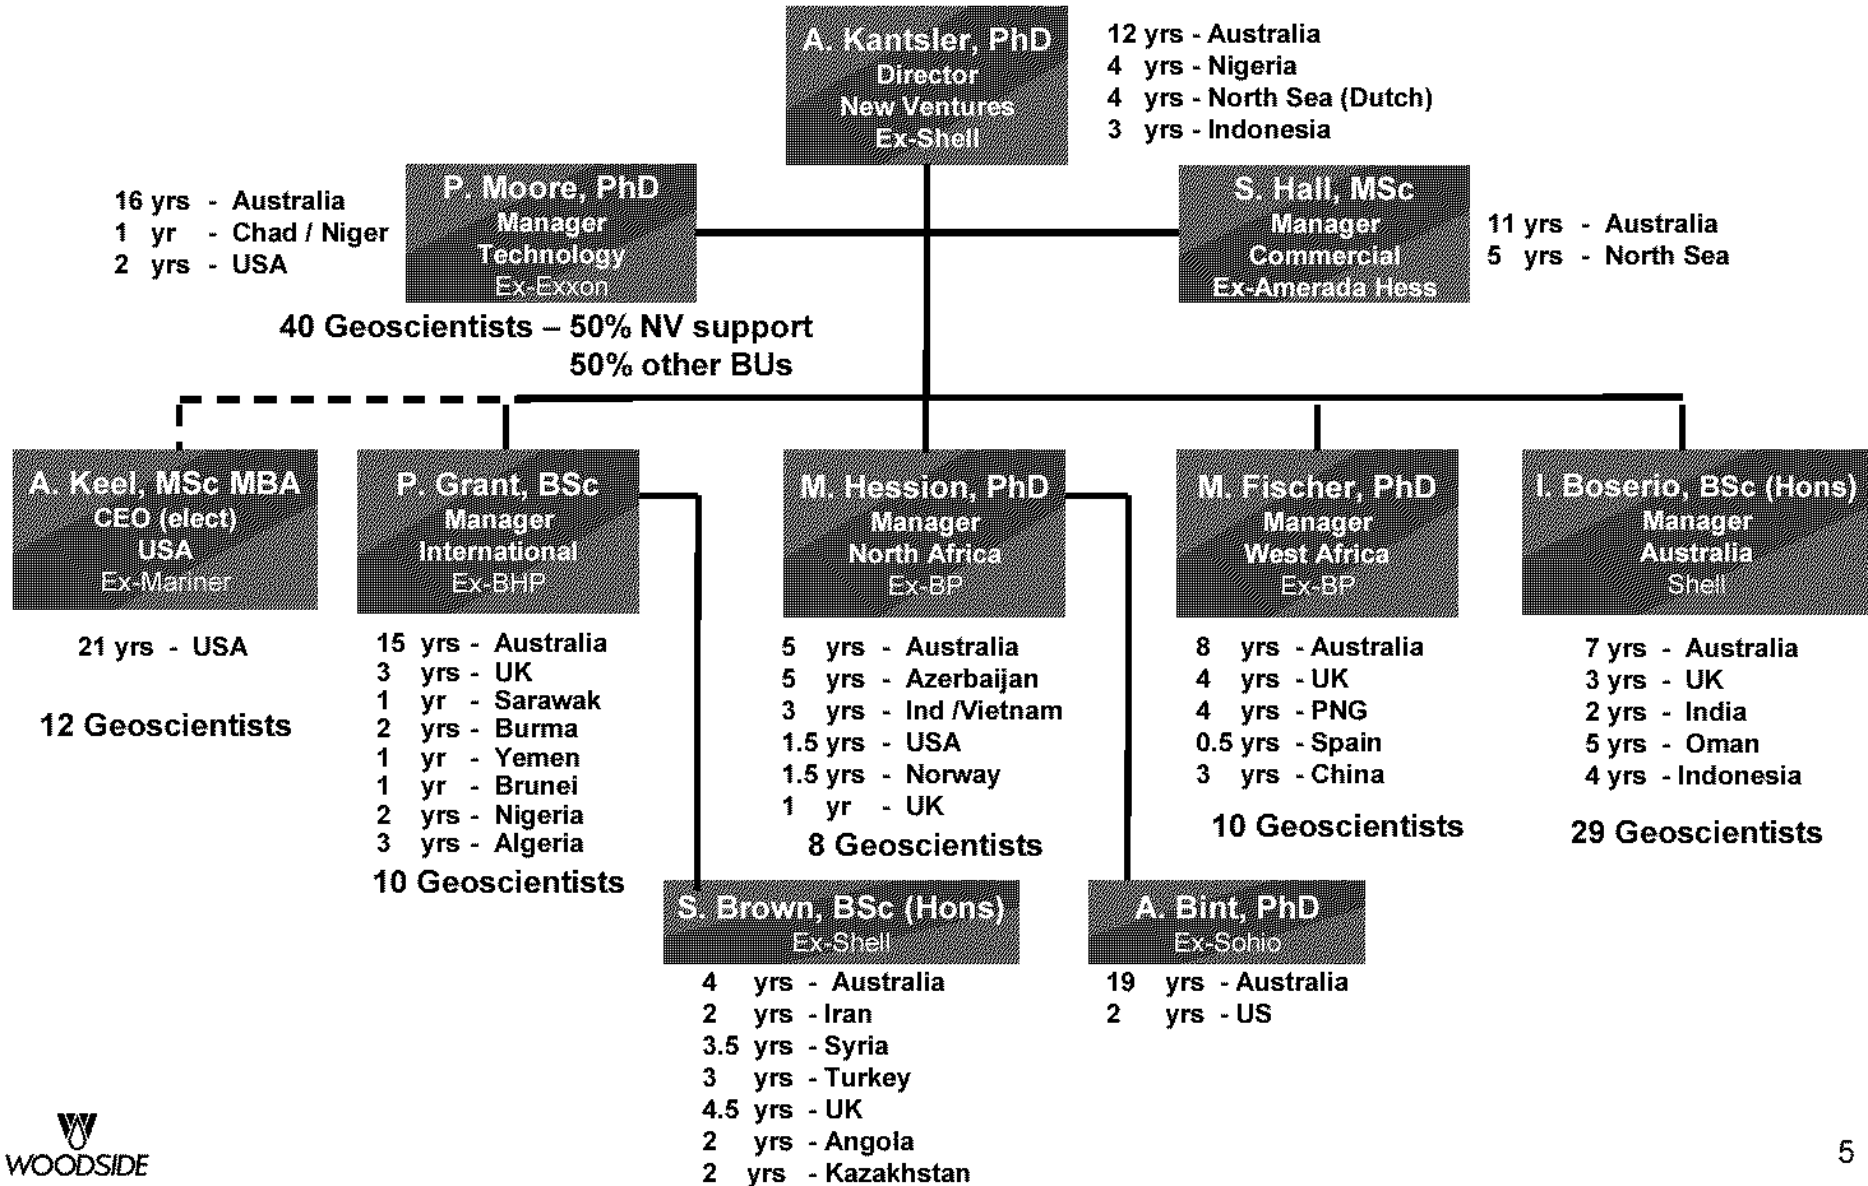 A. Kantsler, PhD
Director
New Ventures
Ex-Shell
12 yrs - Australia
4 yrs - Nigeria
4 yrs - North Sea (Dutch)
3 yrs - Indonesia
16 yrs - Australia
1 yr - Chad / Niger
2 yrs - USA
P. Moore, PhD
Manager
Technology
Ex-Exxon
S. Hall, MSc
Manager
Commercial
Ex-Amerada Hess
11 yrs - Australia
5 yrs - North Sea
40 Geoscientists – 50% NV support
50% other BUs
A. Keel, MSc MBA
CEO (elect)
USA
Ex-Mariner
21 yrs - USA
12 Geoscientists
P. Grant, BSc
Manager
International
Ex-BHP
15 yrs - Australia
3 yrs - UK
1 yr - Sarawak
2 yrs - Burma
1 yr - Yemen
1 yr - Brunei
2 yrs - Nigeria
3 yrs - Algeria
10 Geoscientists
M. Hession, PhD
Manager
North Africa
Ex-BP
5 yrs - Australia
5 yrs - Azerbaijan
3 yrs - Ind /Vietnam
1.5 yrs - USA
1.5 yrs - Norway
1 yr - UK
8 Geoscientists
M. Fischer, PhD
Manager
West Africa
Ex-BP
8 yrs - Australia
4 yrs - UK
4 yrs - PNG
0.5 yrs - Spain
3 yrs - China
10 Geoscientists
I. Boserio, BSc (Hons)
Manager
Australia
Shell
7 yrs - Australia
3 yrs - UK
2 yrs - India
5 yrs - Oman
4 yrs - Indonesia
29 Geoscientists
S. Brown, BSc (Hons)
Ex-Shell
4 yrs - Australia
2 yrs - Iran
3.5 yrs - Syria
3 yrs - Turkey
4.5 yrs - UK
2 yrs - Angola
2 yrs - Kazakhstan
A. Bint, PhD
Ex-Sohio
19 yrs - Australia
2 yrs - US
WOODSIDE
5